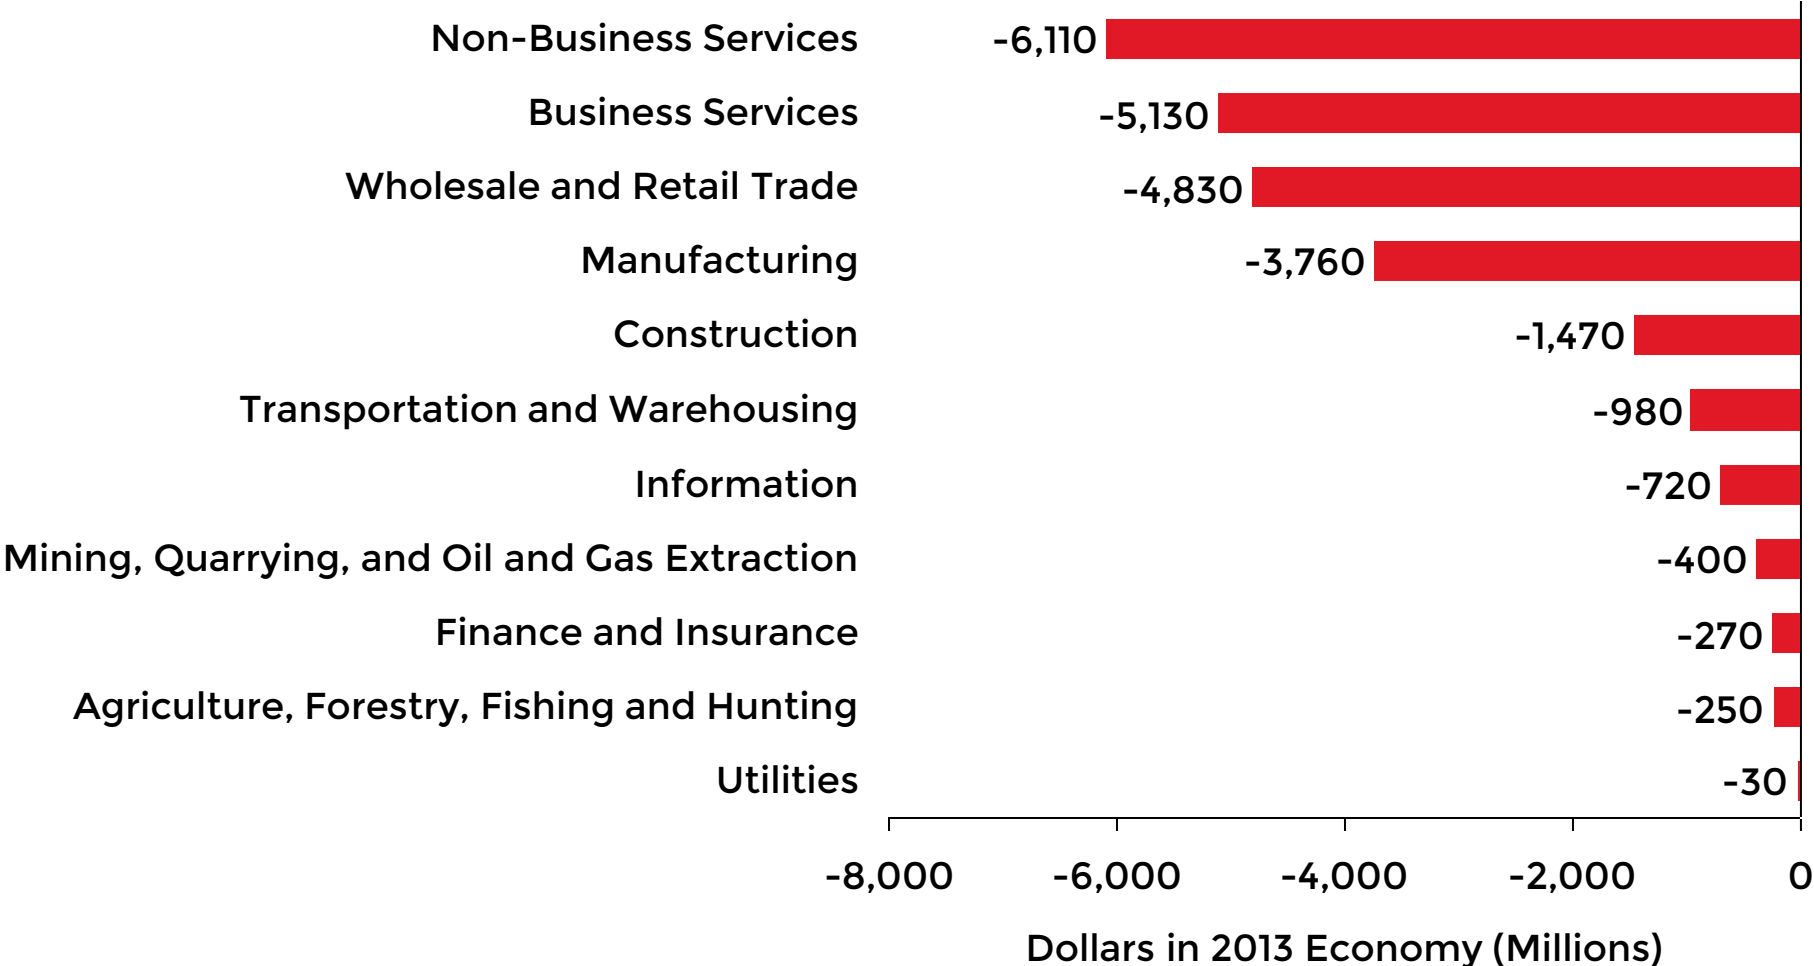 Non-Business Services -6,110
Business Services -5,130
Wholesale and Retail Trade -4,830
Manufacturing -3,760
Construction -1,470
Transportation and Warehousing -980
Information -720
Mining, Quarrying, and Oil and Gas Extraction -400
Finance and Insurance -270
Agriculture, Forestry, Fishing and Hunting -250
Utilities -30
-8,000 -6,000 -4,000 -2,000 0
Dollars in 2013 Economy (Millions)